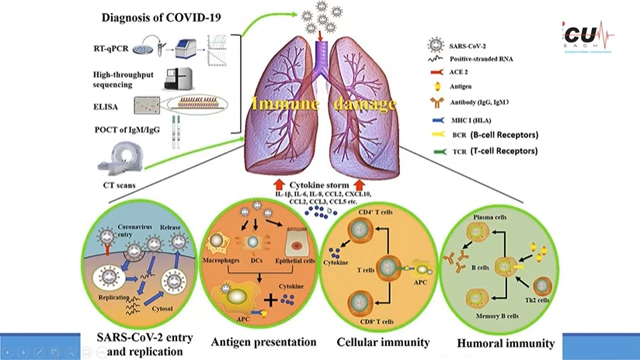 Diagnosis of COVID-19
RT-qPCR
High-throughput
sequencing
ELISA
POCT of IgM/IgG
CT scans
Immune damage
CU
EACH
SARS-CoV-2
Positive-stranded RNA
ACE 2
Antigen
Antibody (IgG, IgM)
MHC I (HLA)
BCR (B-cell Receptors)
TCR (T-cell Receptors)
Cytokine storm
IL-1β, IL-6, IL-8, CCL2, CXCL10,
CCL2, CCL3, CCL5 etc.
Coronavirus
entry
Release
Replication
Cytosol
SARS-CoV-2 entry
and replication
Macrophages
DCs
Epithelial cells
Cytokine
APC
Antigen presentation
CD4⁺ T cells
Cytokine
T cells
APC
CD8⁺ T cells
Cellular immunity
Plasma cells
B cells
Th2 cells
Memory B cells
Humoral immunity